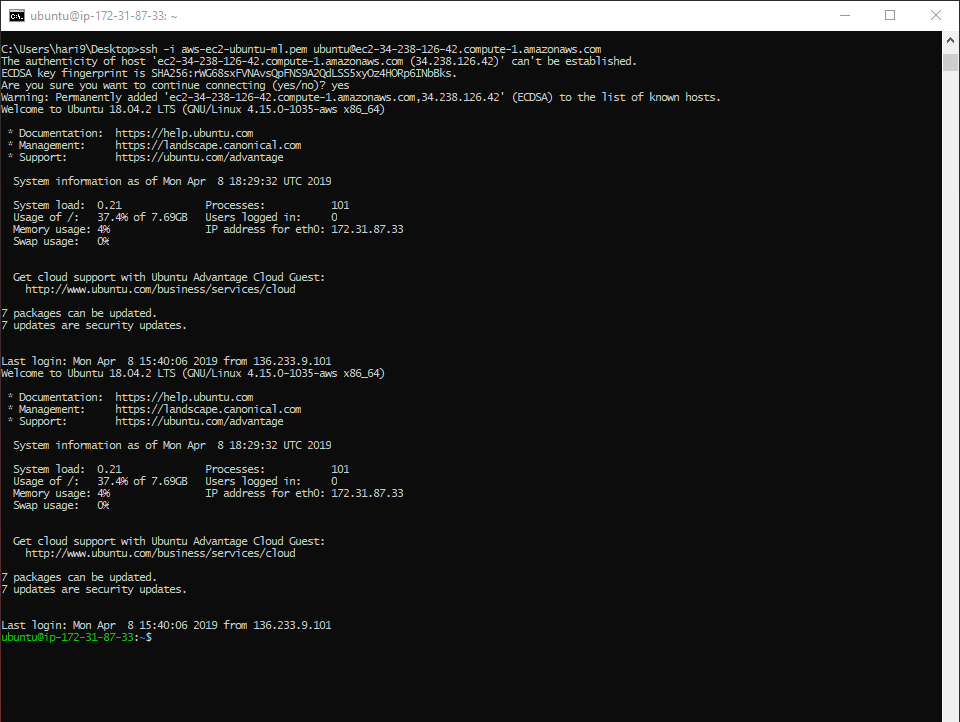 ubuntu@ip-172-31-87-33: ~
C:\Users\hari9\Desktop>ssh -i aws-ec2-ubuntu-ml.pem ubuntu@ec2-34-238-126-42.compute-1.amazonaws.com
The authenticity of host 'ec2-34-238-126-42.compute-1.amazonaws.com (34.238.126.42)' can't be established.
ECDSA key fingerprint is SHA256:rWG68sxFVNAvsQpFNS9A2QdLSS5xyOz4HORp6INbBks.
Are you sure you want to continue connecting (yes/no)? yes
Warning: Permanently added 'ec2-34-238-126-42.compute-1.amazonaws.com,34.238.126.42' (ECDSA) to the list of known hosts.
Welcome to Ubuntu 18.04.2 LTS (GNU/Linux 4.15.0-1035-aws x86_64)

 * Documentation:  https://help.ubuntu.com
 * Management:     https://landscape.canonical.com
 * Support:        https://ubuntu.com/advantage

  System information as of Mon Apr  8 18:29:32 UTC 2019

  System load:  0.21              Processes:           101
  Usage of /:   37.4% of 7.69GB   Users logged in:     0
  Memory usage: 4%                IP address for eth0: 172.31.87.33
  Swap usage:   0%

  Get cloud support with Ubuntu Advantage Cloud Guest:
    http://www.ubuntu.com/business/services/cloud

7 packages can be updated.
7 updates are security updates.

Last login: Mon Apr  8 15:40:06 2019 from 136.233.9.101
Welcome to Ubuntu 18.04.2 LTS (GNU/Linux 4.15.0-1035-aws x86_64)

 * Documentation:  https://help.ubuntu.com
 * Management:     https://landscape.canonical.com
 * Support:        https://ubuntu.com/advantage

  System information as of Mon Apr  8 18:29:32 UTC 2019

  System load:  0.21              Processes:           101
  Usage of /:   37.4% of 7.69GB   Users logged in:     0
  Memory usage: 4%                IP address for eth0: 172.31.87.33
  Swap usage:   0%

  Get cloud support with Ubuntu Advantage Cloud Guest:
    http://www.ubuntu.com/business/services/cloud

7 packages can be updated.
7 updates are security updates.

Last login: Mon Apr  8 15:40:06 2019 from 136.233.9.101
ubuntu@ip-172-31-87-33:~$